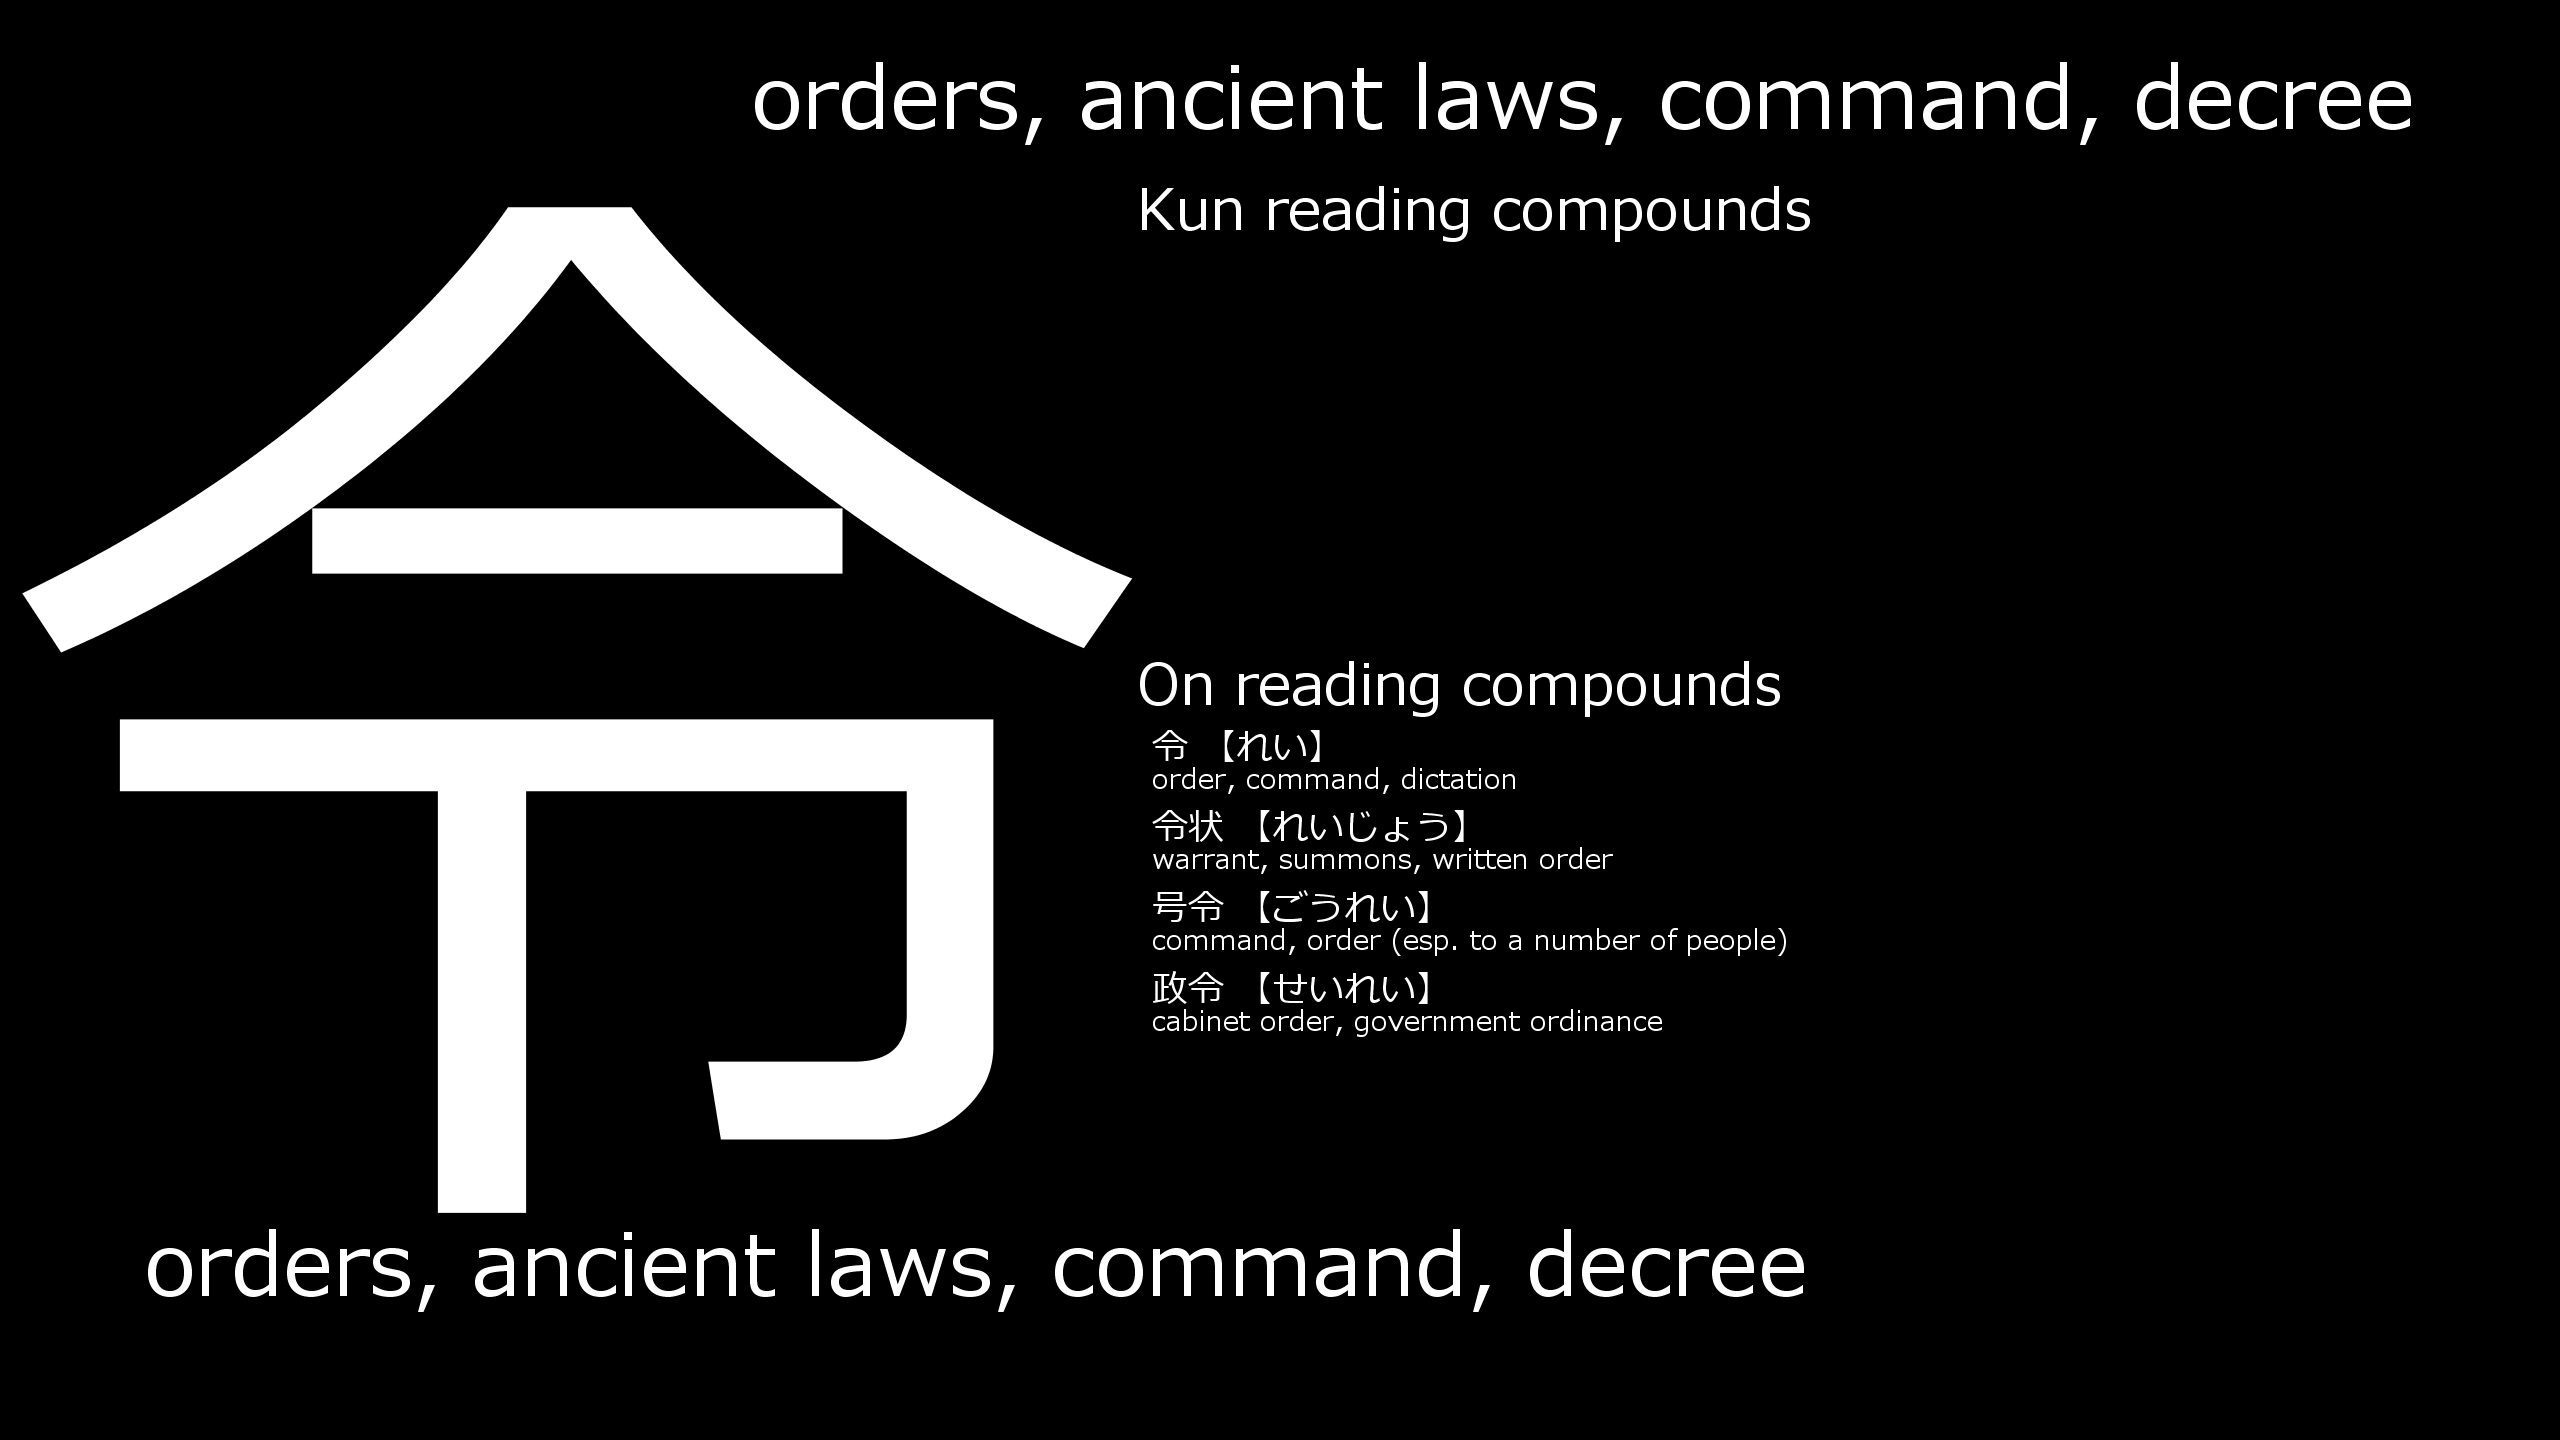 orders, ancient laws, command, decree
Kun reading compounds
令
On reading compounds
令 【れい】
order, command, dictation
令状 【れいじょう】
warrant, summons, written order
号令 【ごうれい】
command, order (esp. to a number of people)
政令 【せいれい】
cabinet order, government ordinance
orders, ancient laws, command, decree